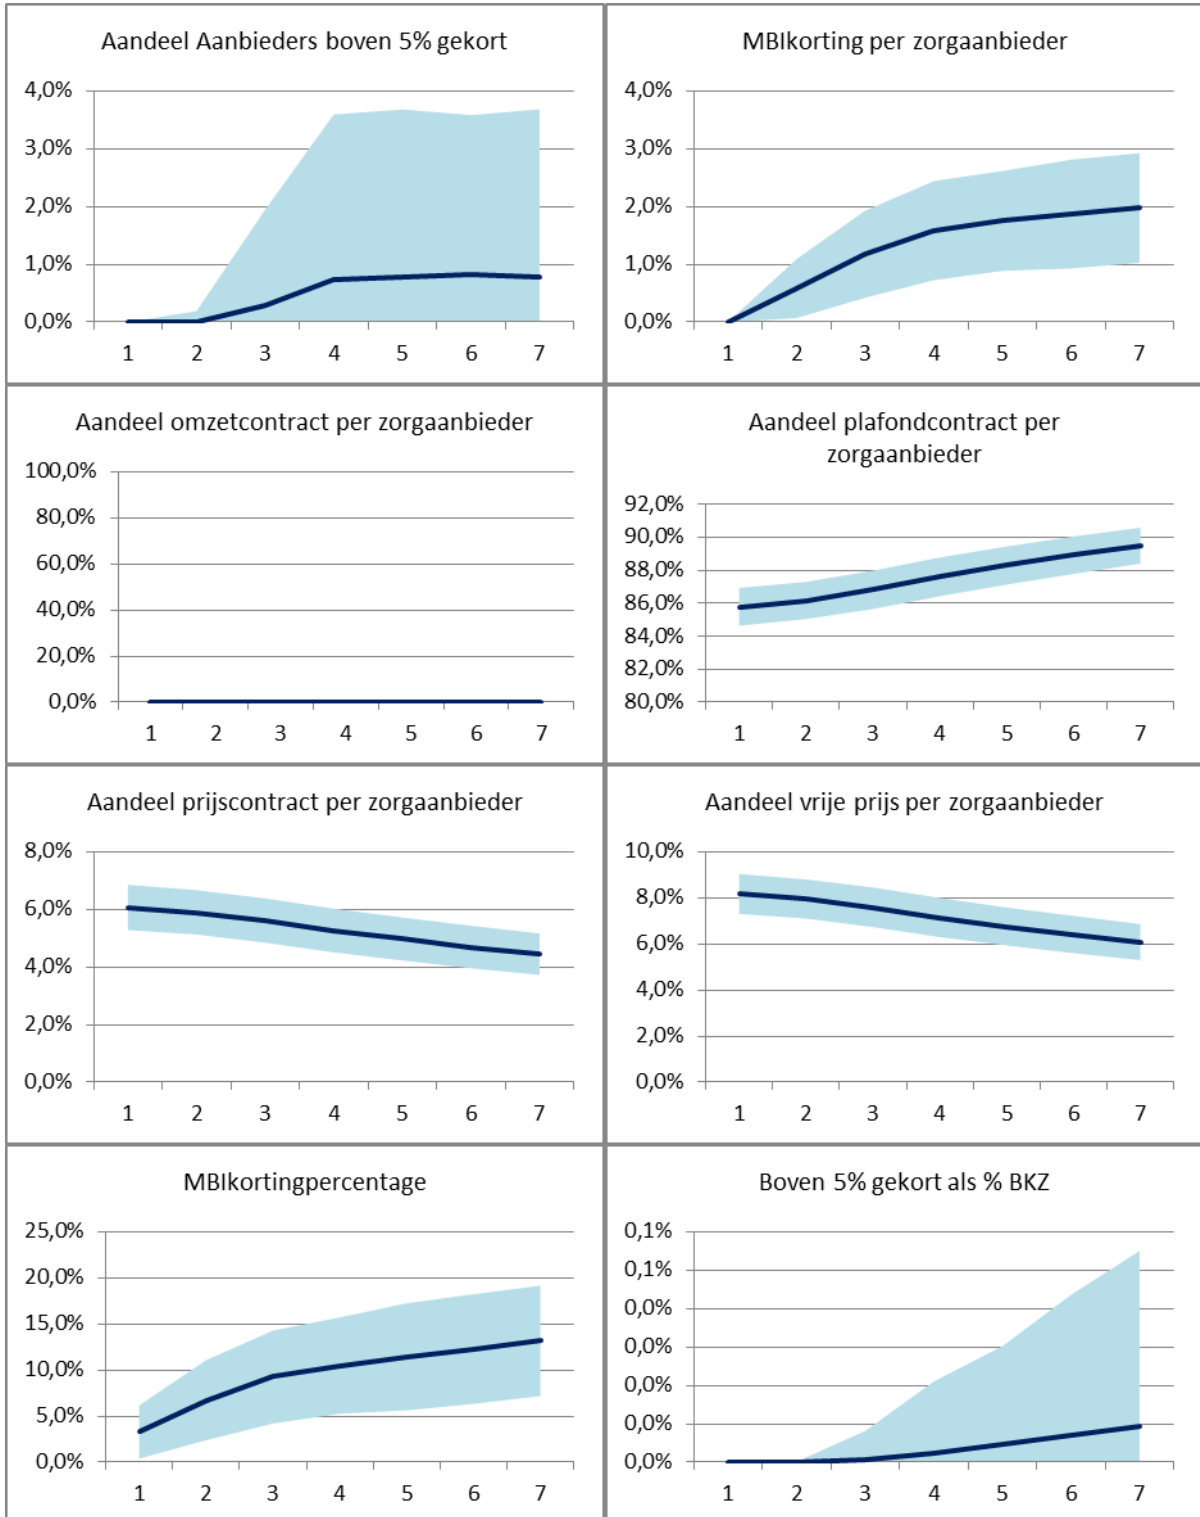 Aandeel Aanbieders boven 5% gekort
4,0%
3,0%
2,0%
1,0%
0,0%
1 2 3 4 5 6 7
MBIkorting per zorgaanbieder
4,0%
3,0%
2,0%
1,0%
0,0%
1 2 3 4 5 6 7
Aandeel omzetcontract per zorgaanbieder
100,0%
80,0%
60,0%
40,0%
20,0%
0,0%
1 2 3 4 5 6 7
Aandeel plafondcontract per
zorgaanbieder
92,0%
90,0%
88,0%
86,0%
84,0%
82,0%
80,0%
1 2 3 4 5 6 7
Aandeel prijscontract per zorgaanbieder
8,0%
6,0%
4,0%
2,0%
0,0%
1 2 3 4 5 6 7
Aandeel vrije prijs per zorgaanbieder
10,0%
8,0%
6,0%
4,0%
2,0%
0,0%
1 2 3 4 5 6 7
MBIkortingpercentage
25,0%
20,0%
15,0%
10,0%
5,0%
0,0%
1 2 3 4 5 6 7
Boven 5% gekort als % BKZ
0,1%
0,1%
0,0%
0,0%
0,0%
0,0%
0,0%
1 2 3 4 5 6 7